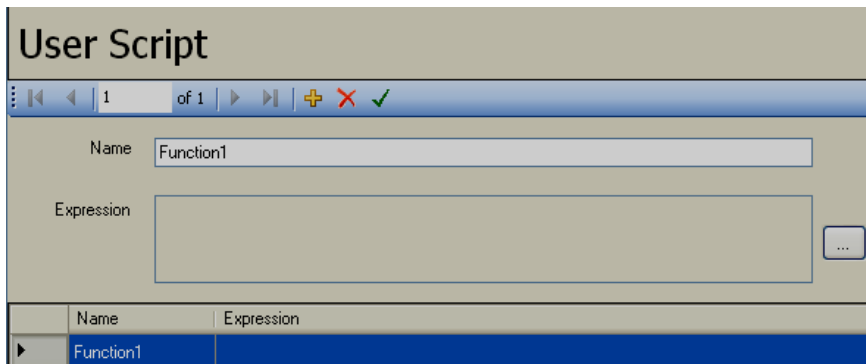 User Script
1 of 1
Name Function1
Expression
...
Name Expression
Function1